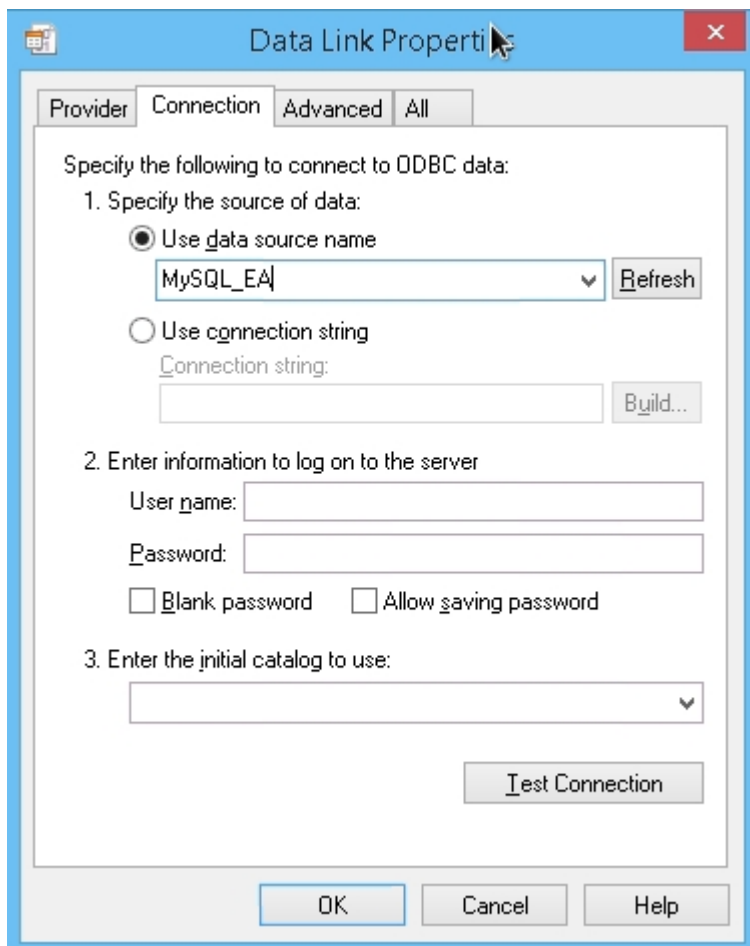 Data Link Properties
Provider Connection Advanced All
Specify the following to connect to ODBC data:
1. Specify the source of data:
Use data source name
MySQL_EA Refresh
Use connection string
Connection string:
Build...
2. Enter information to log on to the server
User name:
Password:
Blank password Allow saving password
3. Enter the initial catalog to use:
Test Connection
OK Cancel Help